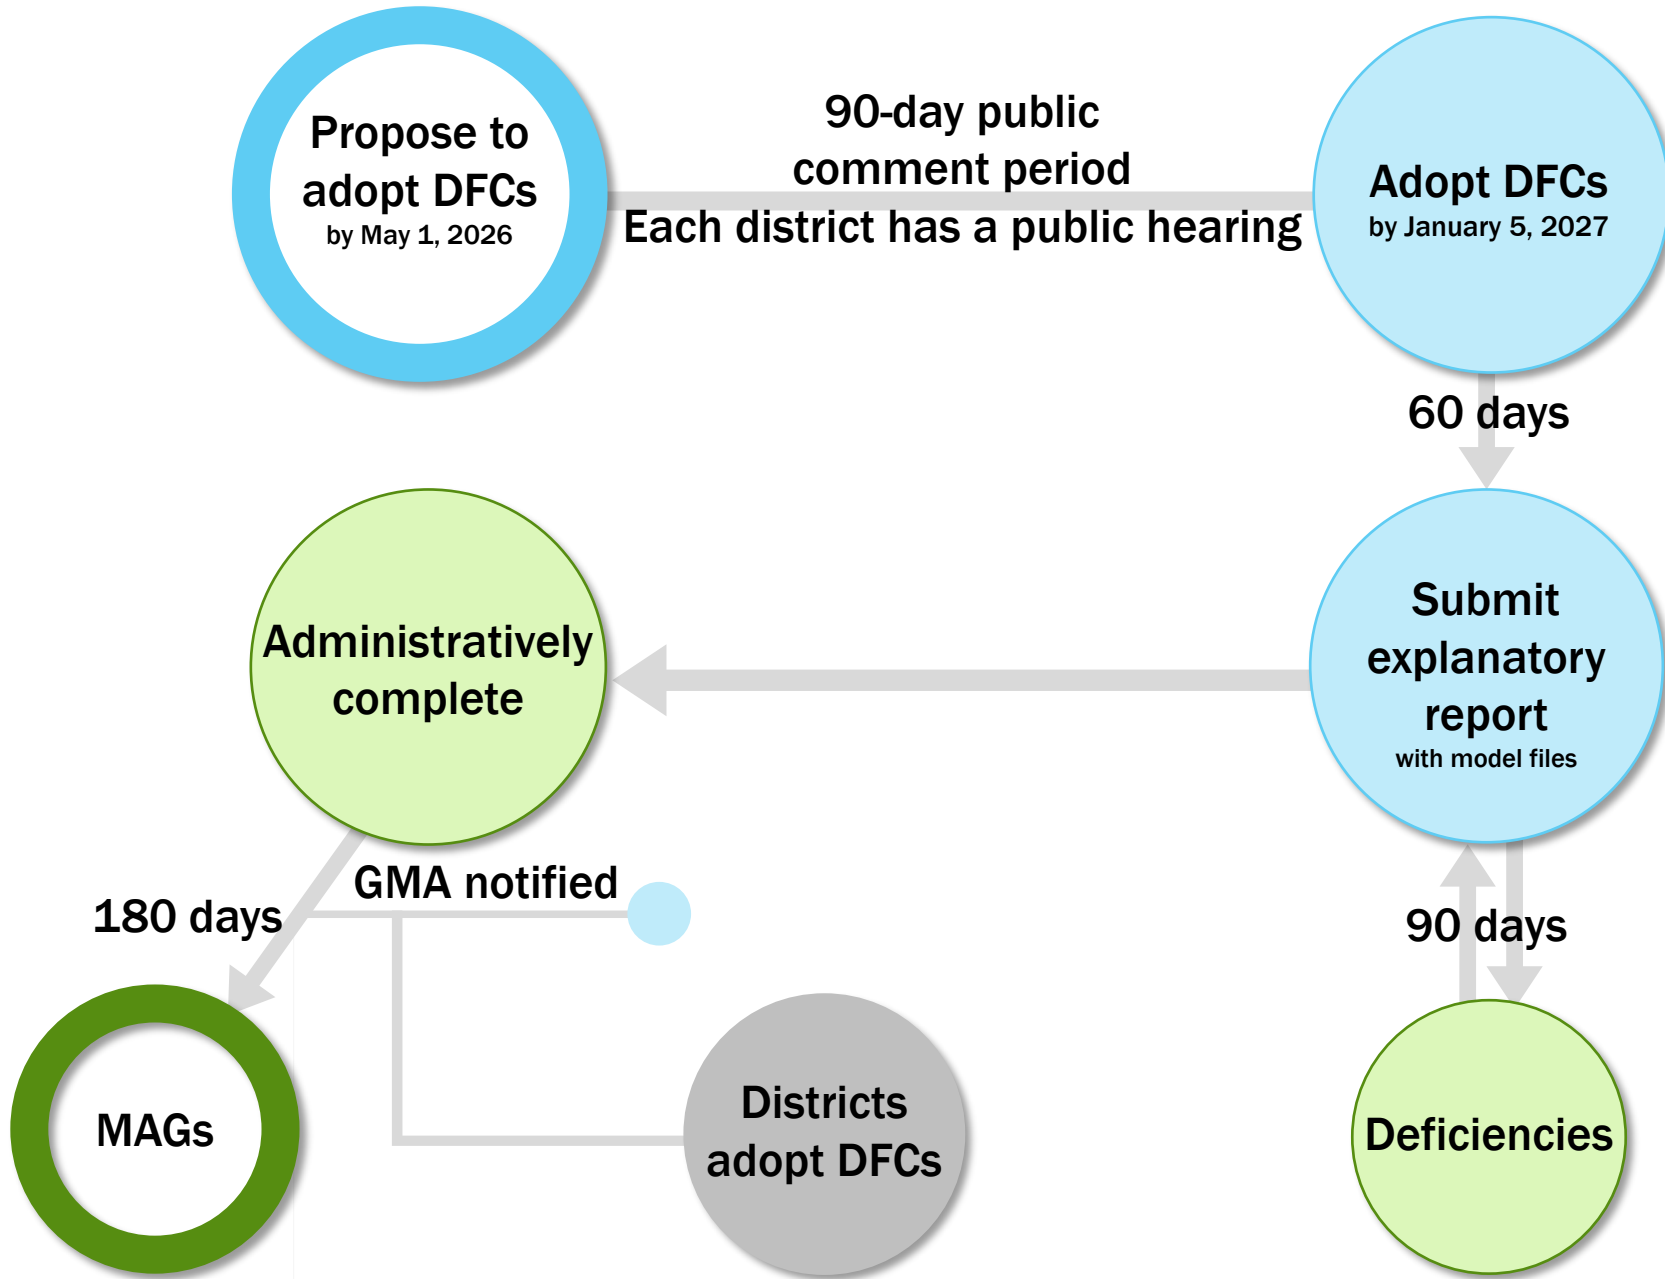 Propose to
adopt DFCs
by May 1, 2026
90-day public
comment period
Each district has a public hearing
Adopt DFCs
by January 5, 2027
60 days
Submit
explanatory
report
with model files
Administratively
complete
GMA notified
180 days
90 days
MAGs
Districts
adopt DFCs
Deficiencies